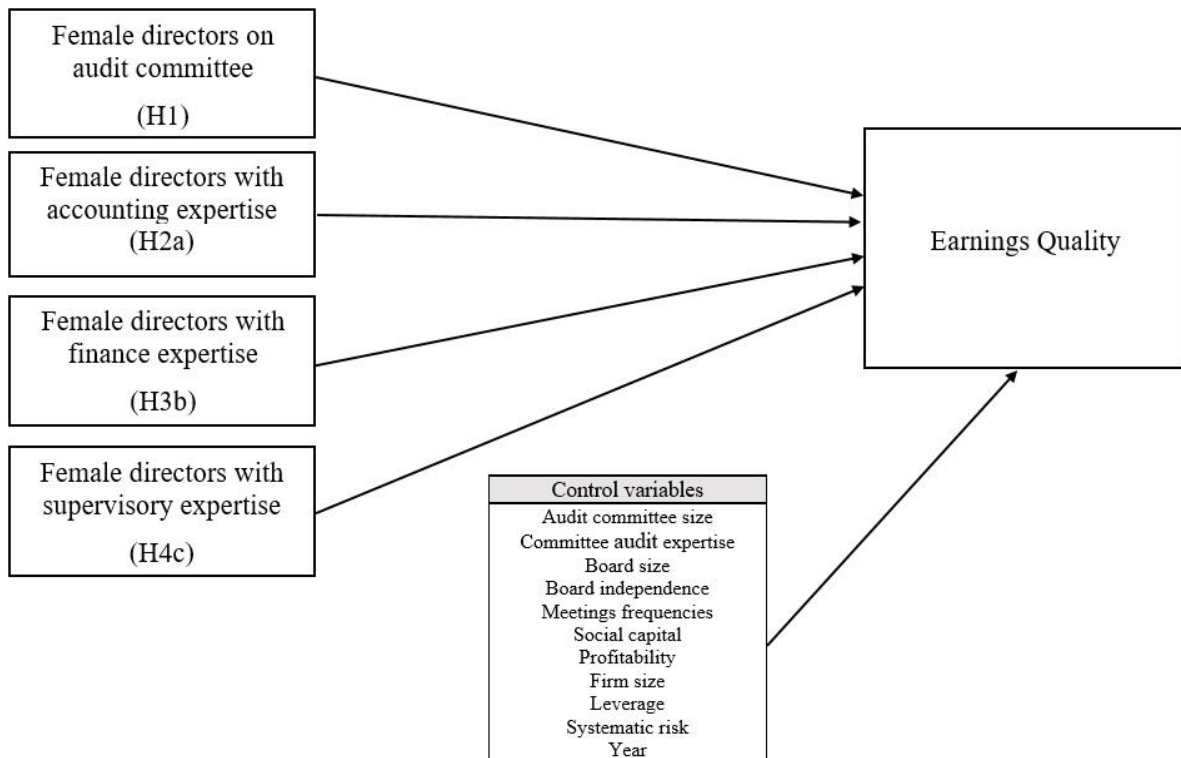 Female directors on
audit committee
(H1)
Female directors with
accounting expertise
(H2a)
Female directors with
finance expertise
(H3b)
Female directors with
supervisory expertise
(H4c)
Earnings Quality
Control variables
Audit committee size
Committee audit expertise
Board size
Board independence
Meetings frequencies
Social capital
Profitability
Firm size
Leverage
Systematic risk
Year